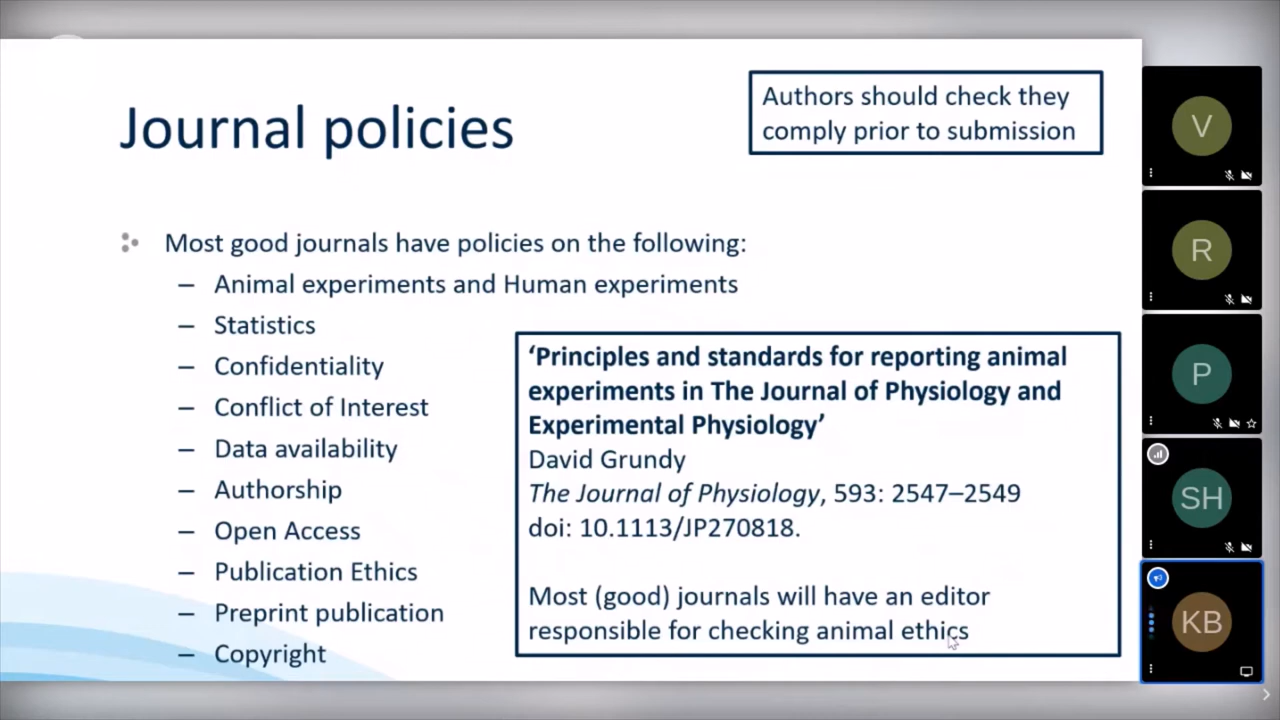 Journal policies
Authors should check they
comply prior to submission
Most good journals have policies on the following:
– Animal experiments and Human experiments
– Statistics
– Confidentiality
– Conflict of Interest
– Data availability
– Authorship
– Open Access
– Publication Ethics
– Preprint publication
– Copyright
‘Principles and standards for reporting animal
experiments in The Journal of Physiology and
Experimental Physiology’
David Grundy
The Journal of Physiology, 593: 2547–2549
doi: 10.1113/JP270818.
Most (good) journals will have an editor
responsible for checking animal ethics
V
R
P
SH
KB